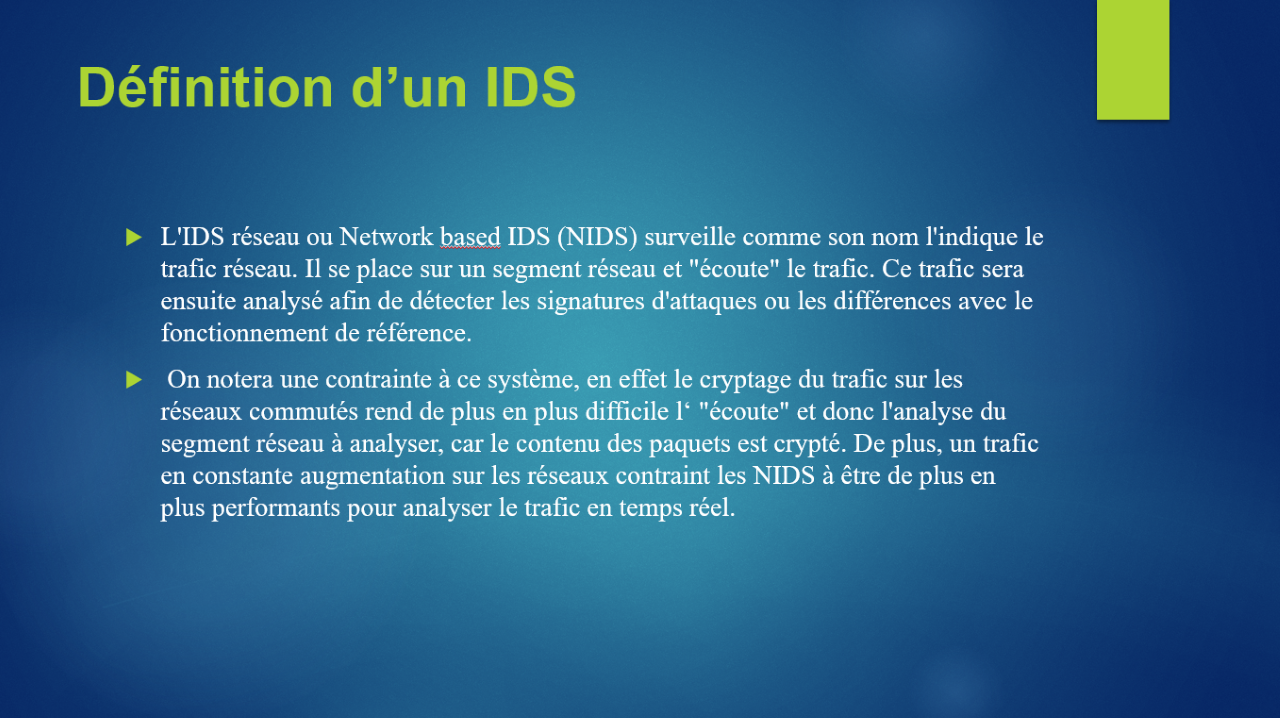 Définition d’un IDS
L'IDS réseau ou Network based IDS (NIDS) surveille comme son nom l'indique le
trafic réseau. Il se place sur un segment réseau et "écoute" le trafic. Ce trafic sera
ensuite analysé afin de détecter les signatures d'attaques ou les différences avec le
fonctionnement de référence.
On notera une contrainte à ce système, en effet le cryptage du trafic sur les
réseaux commutés rend de plus en plus difficile l‘ "écoute" et donc l'analyse du
segment réseau à analyser, car le contenu des paquets est crypté. De plus, un trafic
en constante augmentation sur les réseaux contraint les NIDS à être de plus en
plus performants pour analyser le trafic en temps réel.